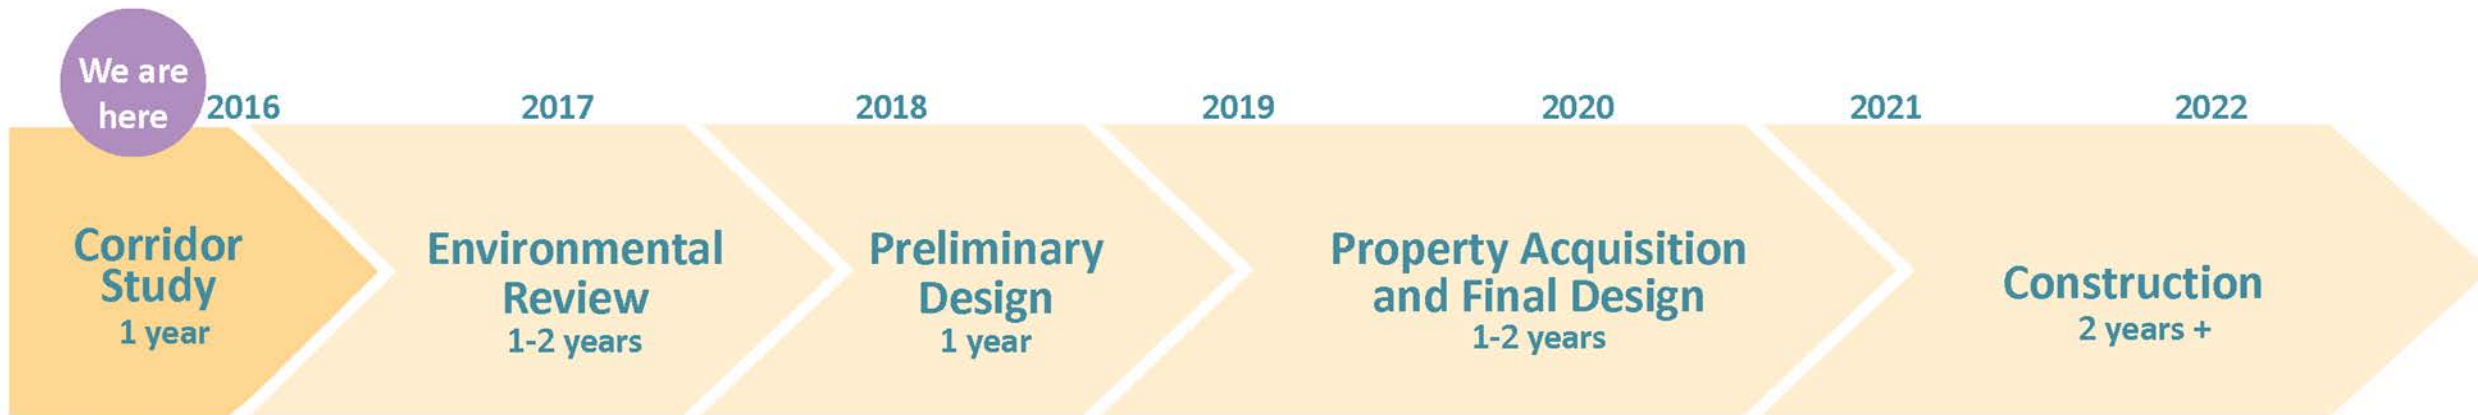 We are
here
2016
2017
2018
2019
2020
2021
2022
Corridor
Study
1 year
Environmental
Review
1-2 years
Preliminary
Design
1 year
Property Acquisition
and Final Design
1-2 years
Construction
2 years +